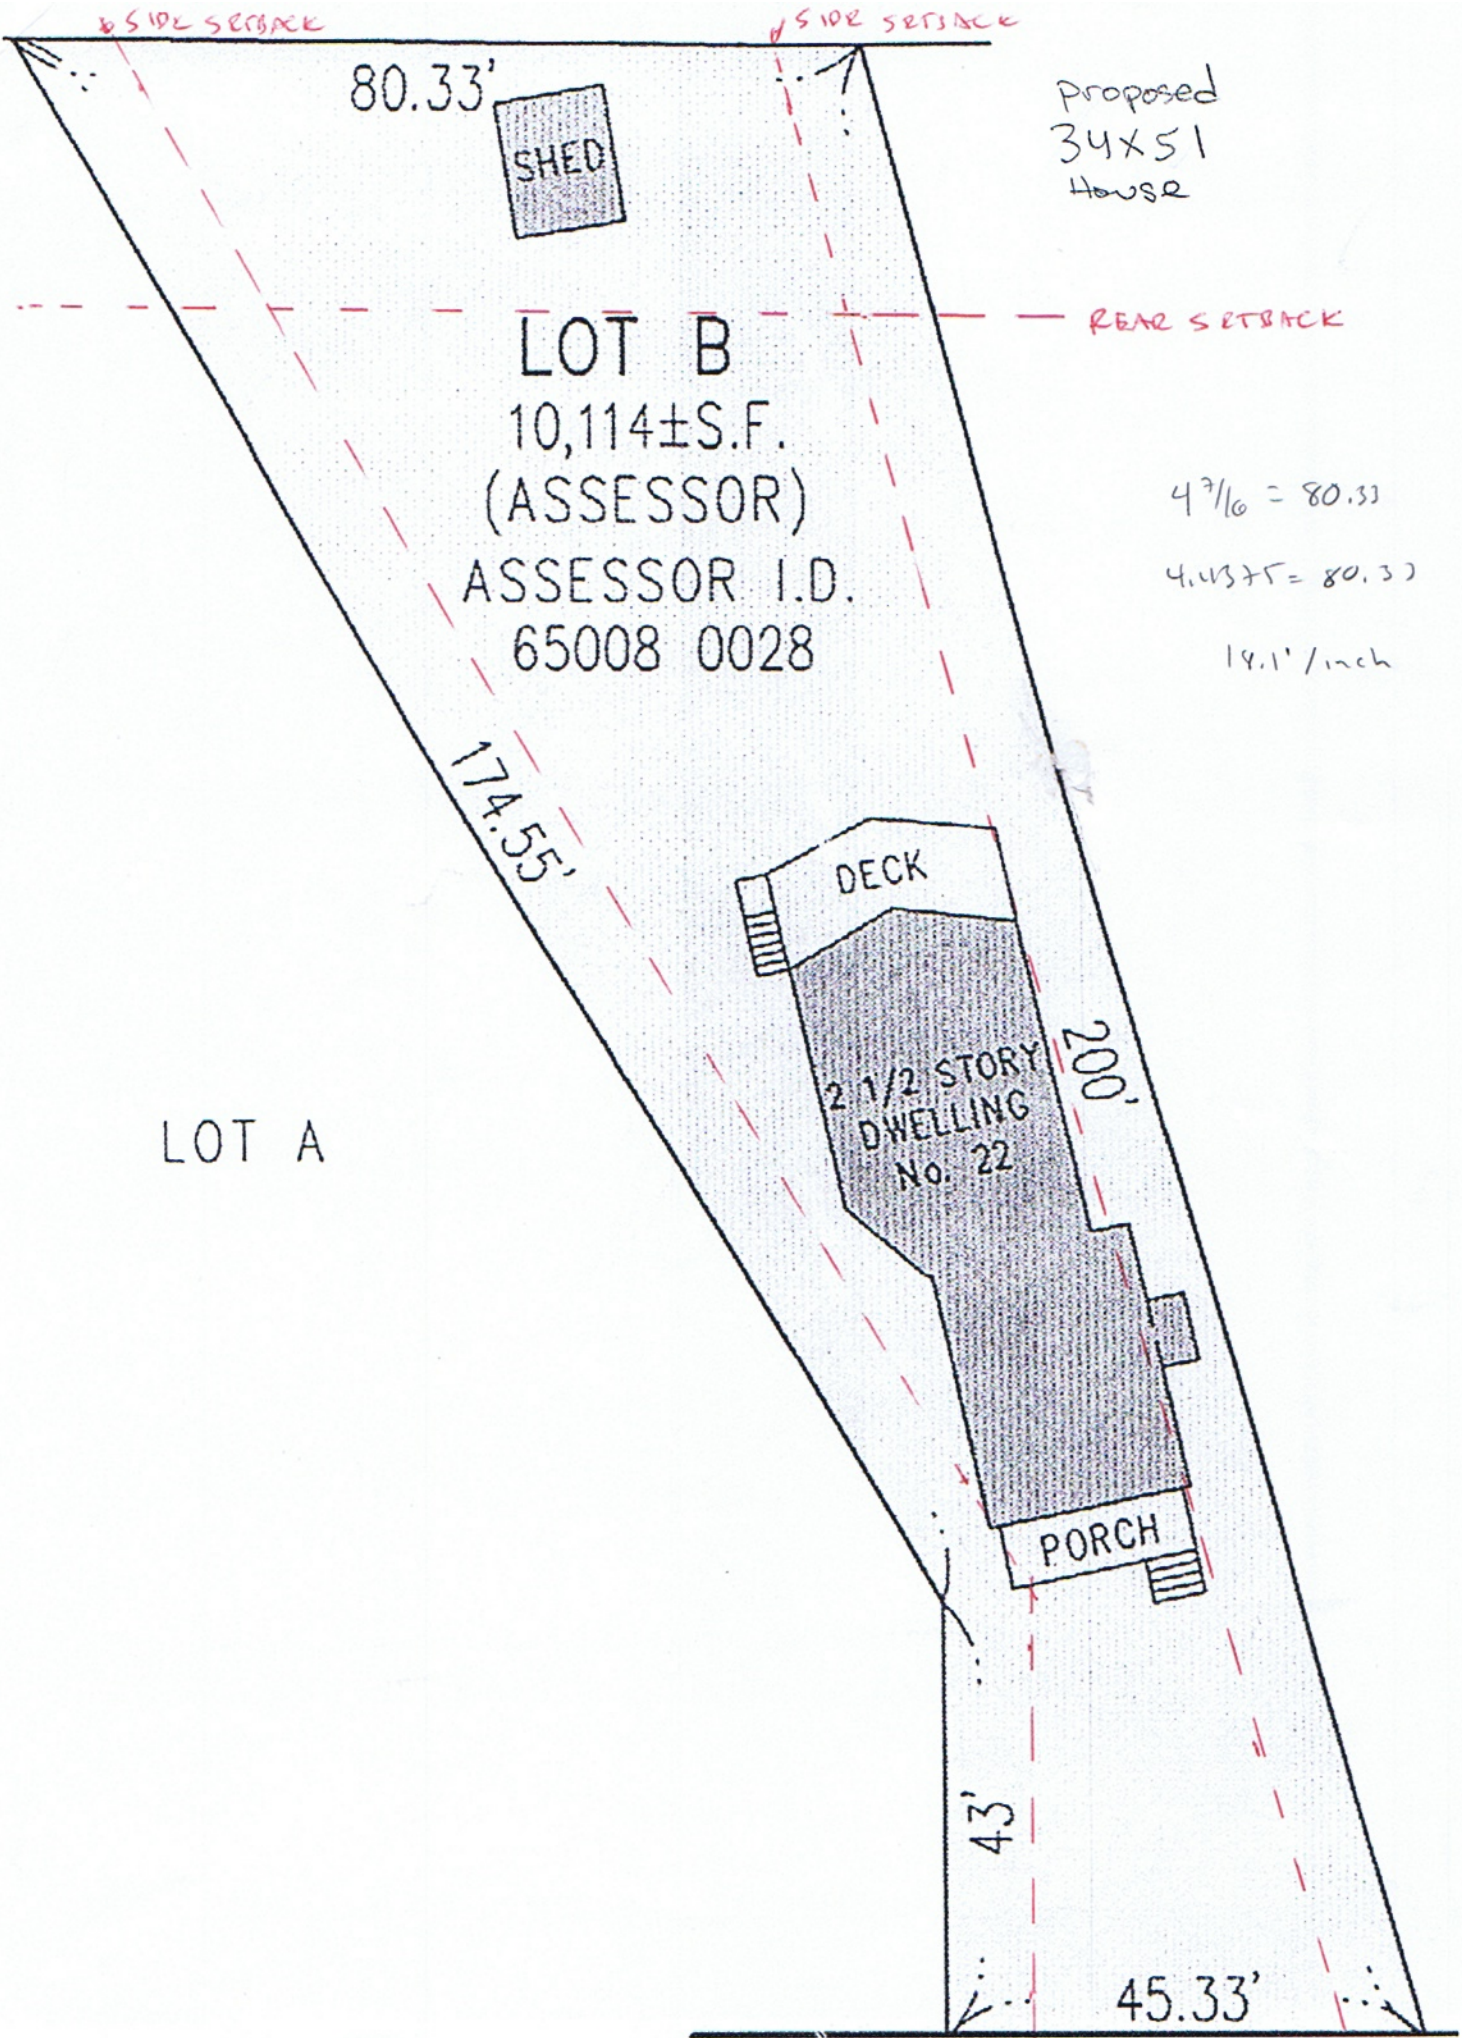 SIDE SETBACK
SIDE SETBACK
80.33'
SHED
proposed
34X51
House
REAR SETBACK
LOT B
10,114±S.F.
(ASSESSOR)
ASSESSOR I.D.
65008 0028
4 7/16 = 80.33
4.4375 = 80.33
18.1' / inch
174.55'
DECK
200'
2 1/2 STORY
DWELLING
No. 22
LOT A
PORCH
43'
45.33'